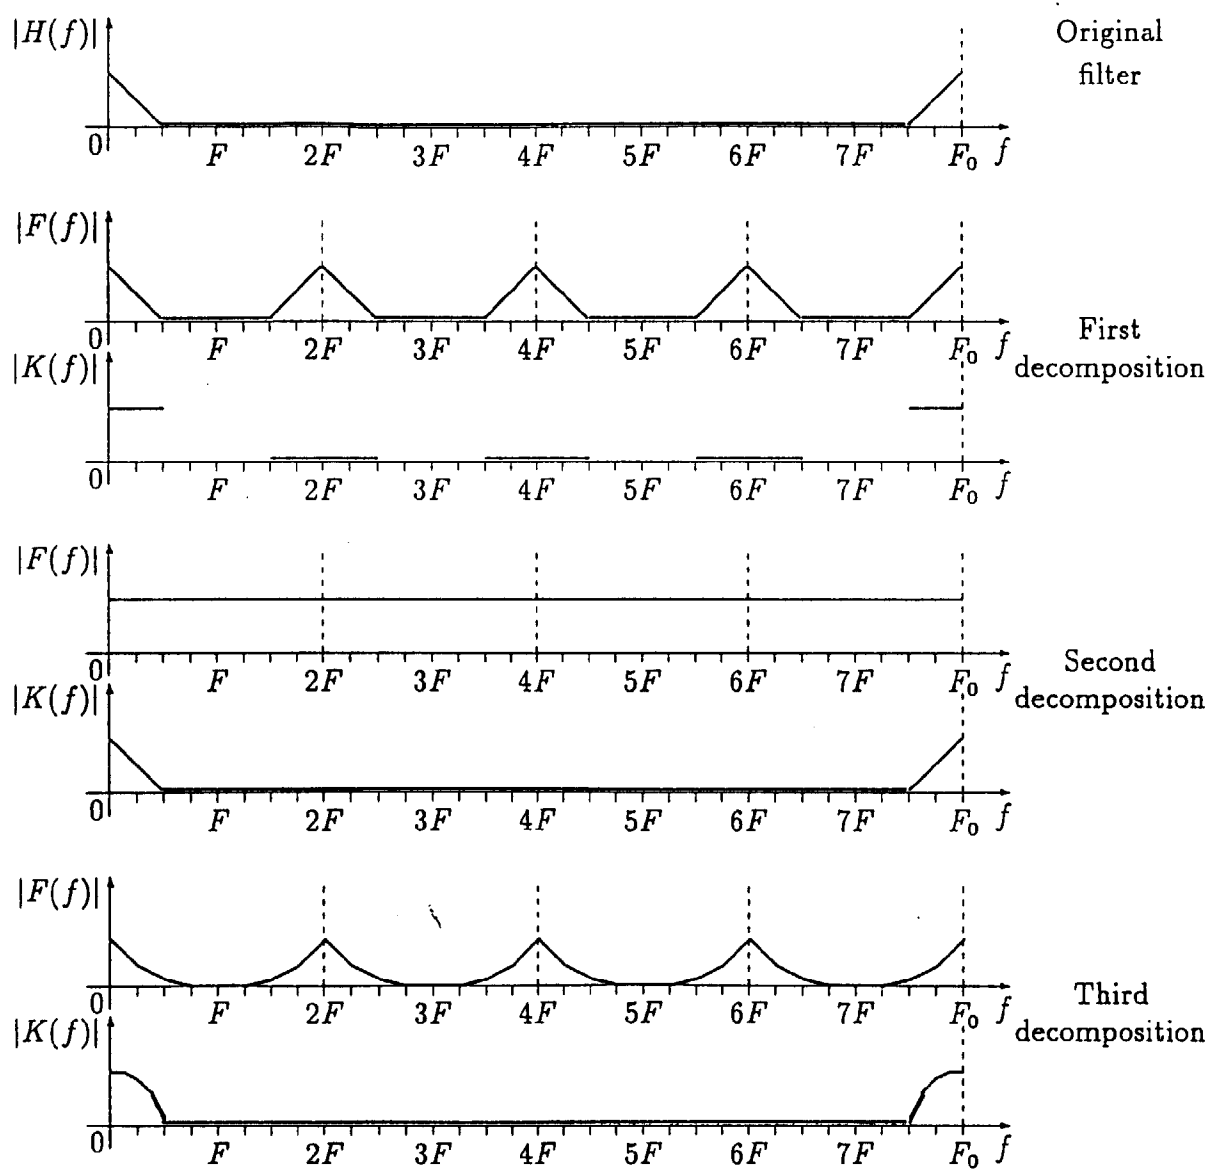 |H(f)|
Original
filter
0 F 2F 3F 4F 5F 6F 7F F₀ f
|F(f)|
0 F 2F 3F 4F 5F 6F 7F F₀ f
First
decomposition
|K(f)|
0 F 2F 3F 4F 5F 6F 7F F₀ f
|F(f)|
0 F 2F 3F 4F 5F 6F 7F F₀ f
Second
decomposition
|K(f)|
0 F 2F 3F 4F 5F 6F 7F F₀ f
|F(f)|
0 F 2F 3F 4F 5F 6F 7F F₀ f
Third
decomposition
|K(f)|
0 F 2F 3F 4F 5F 6F 7F F₀ f